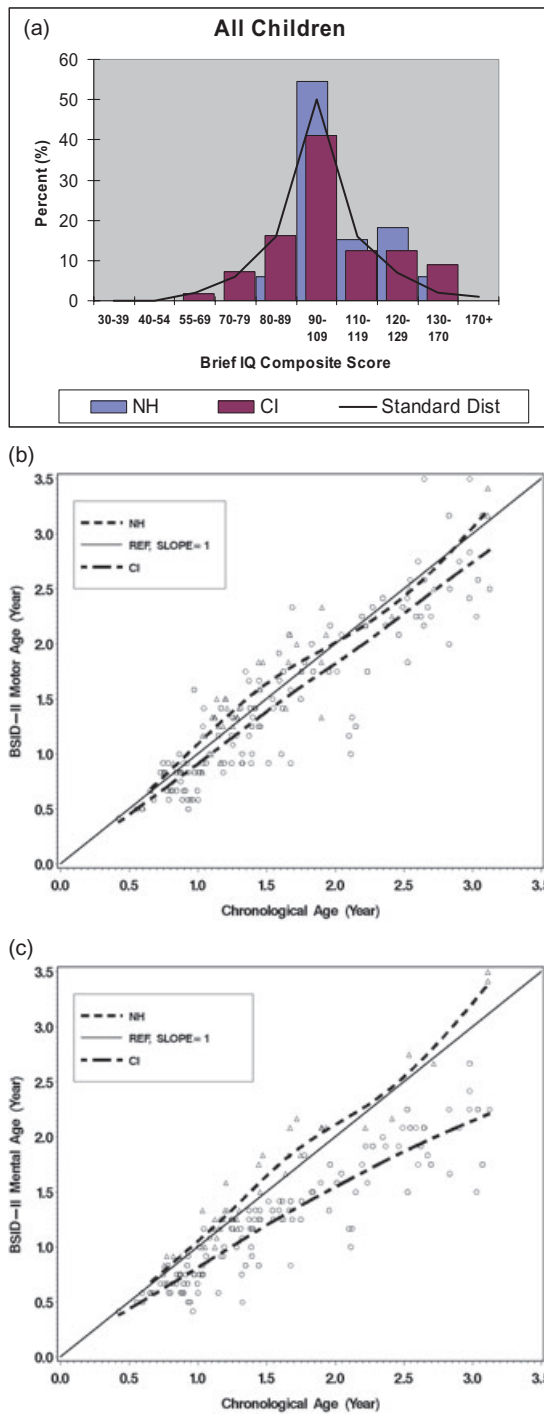 (a)
All Children
Percent (%)
60
50
40
30
20
10
0
30-39 40-54 55-69 70-79 80-89 90-109 110-119 120-129 130-170 170+
Brief IQ Composite Score
NH CI Standard Dist
(b)
BSID–II Motor Age (Year)
3.5
3.0
2.5
2.0
1.5
1.0
0.5
0.0
NH
REF, SLOPE= 1
CI
0.0 0.5 1.0 1.5 2.0 2.5 3.0 3.5
Chronological Age (Year)
(c)
BSID–II Mental Age (Year)
3.5
3.0
2.5
2.0
1.5
1.0
0.5
0.0
NH
REF, SLOPE= 1
CI
0.0 0.5 1.0 1.5 2.0 2.5 3.0 3.5
Chronological Age (Year)